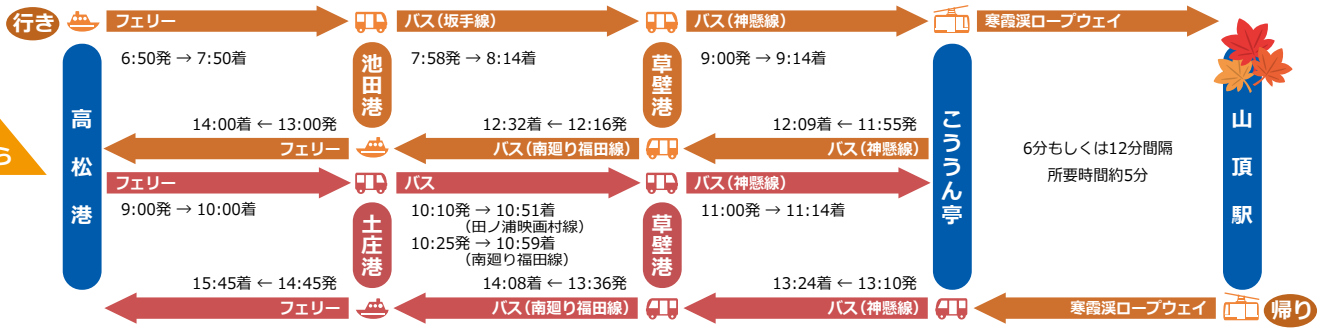 行き
フェリー
バス（坂手線）
バス（神懸線）
寒霞渓ロープウェイ
6:50発 → 7:50着
7:58発 → 8:14着
9:00発 → 9:14着
高松港
池田港
草壁港
こううん亭
山頂駅
14:00着 ← 13:00発
12:32着 ← 12:16発
12:09着 ← 11:55発
フェリー
バス（南廻り福田線）
バス（神懸線）
6分もしくは12分間隔
所要時間約5分
ら
フェリー
バス
バス（神懸線）
9:00発 → 10:00着
土庄港
10:10発 → 10:51着
（田ノ浦映画村線）
10:25発 → 10:59着
（南廻り福田線）
草壁港
11:00発 → 11:14着
15:45着 ← 14:45発
14:08着 ← 13:36発
13:24着 ← 13:10発
フェリー
バス（南廻り福田線）
バス（神懸線）
寒霞渓ロープウェイ
帰り